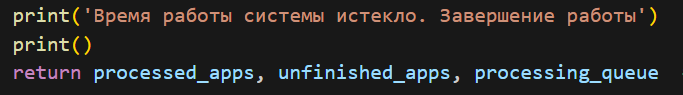 print('Время работы системы истекло. Завершение работы')
print()
return processed_apps, unfinished_apps, processing_queue